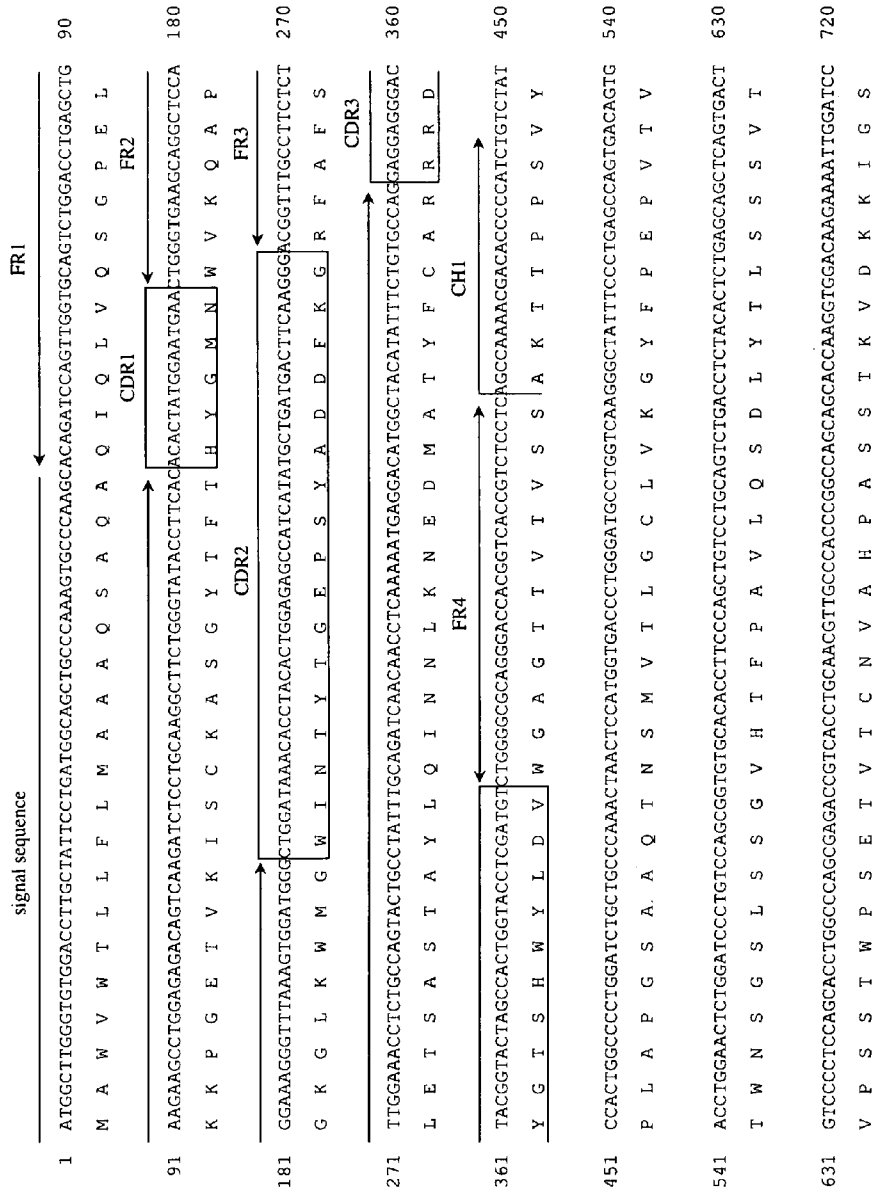 signal sequence FR1
1 ATGGCTTGGGTGTGGACCTTGCTATTCCTGATGGCAGCTGCCCAAAGTGCCCAAGCACAGATCCAGTTGGTGCAGTCTGGACCTGAGCTG 90
M A W V W T L L F L M A A A Q S A Q A Q I Q L V Q S G P E L
CDR1 FR2
91 AAGAAGCCTGGAGAGACAGTCAAGATCTCCTGCAAGGCTTCTGGGTATACCTTCACACACTATGGAATGAACTGGGTGAAGCAGGCTCCA 180
K K P G E T V K I S C K A S G Y T F T H Y G M N W V K Q A P
CDR2 FR3
181 GGAAAGGGTTTAAAGTGGATGGGCTGGATAAACACCTACACTGGAGAGCCATCATATGCTGATGACTTCAAGGGACGGTTTGCCTTCTCT 270
G K G L K W M G W I N T Y T G E P S Y A D D F K G R F A F S
CDR3
271 TTGGAAACCTCTGCCAGTACTGCCTATTTGCAGATCAACAACCTCAAAAATGAGGACATGGCTACATATTTCTGTGCCAGGAGGAGGGAC 360
L E T S A S T A Y L Q I N N L K N E D M A T Y F C A R R R D
FR4 CH1
361 TACGGTACTAGCCACTGGTACCTCGATGTCTGGGGCGCAGGGACCACGGTCACCGTCTCCTCAGCCAAAACGACACCCCCATCTGTCTAT 450
Y G T S H W Y L D V W G A G T T V T V S S A K T T P P S V Y
451 CCACTGGCCCCTGGATCTGCTGCCCAAACTAACTCCATGGTGACCCTGGGATGCCTGGTCAAGGGCTATTTCCCTGAGCCAGTGACAGTG 540
P L A P G S A A Q T N S M V T L G C L V K G Y F P E P V T V
541 ACCTGGAACTCTGGATCCCTGTCCAGCGGTGTGCACACCTTCCCAGCTGTCCTGCAGTCTGACCTCTACACTCTGAGCAGCTCAGTGACT 630
T W N S G S L S S G V H T F P A V L Q S D L Y T L S S S V T
631 GTCCCCTCCAGCACCTGGCCCAGCGAGACCGTCACCTGCAACGTTGCCCACCCGGCCAGCAGCACCAAGGTGGACAAGAAAATTGGATCC 720
V P S S T W P S E T V T C N V A H P A S S T K V D K K I G S